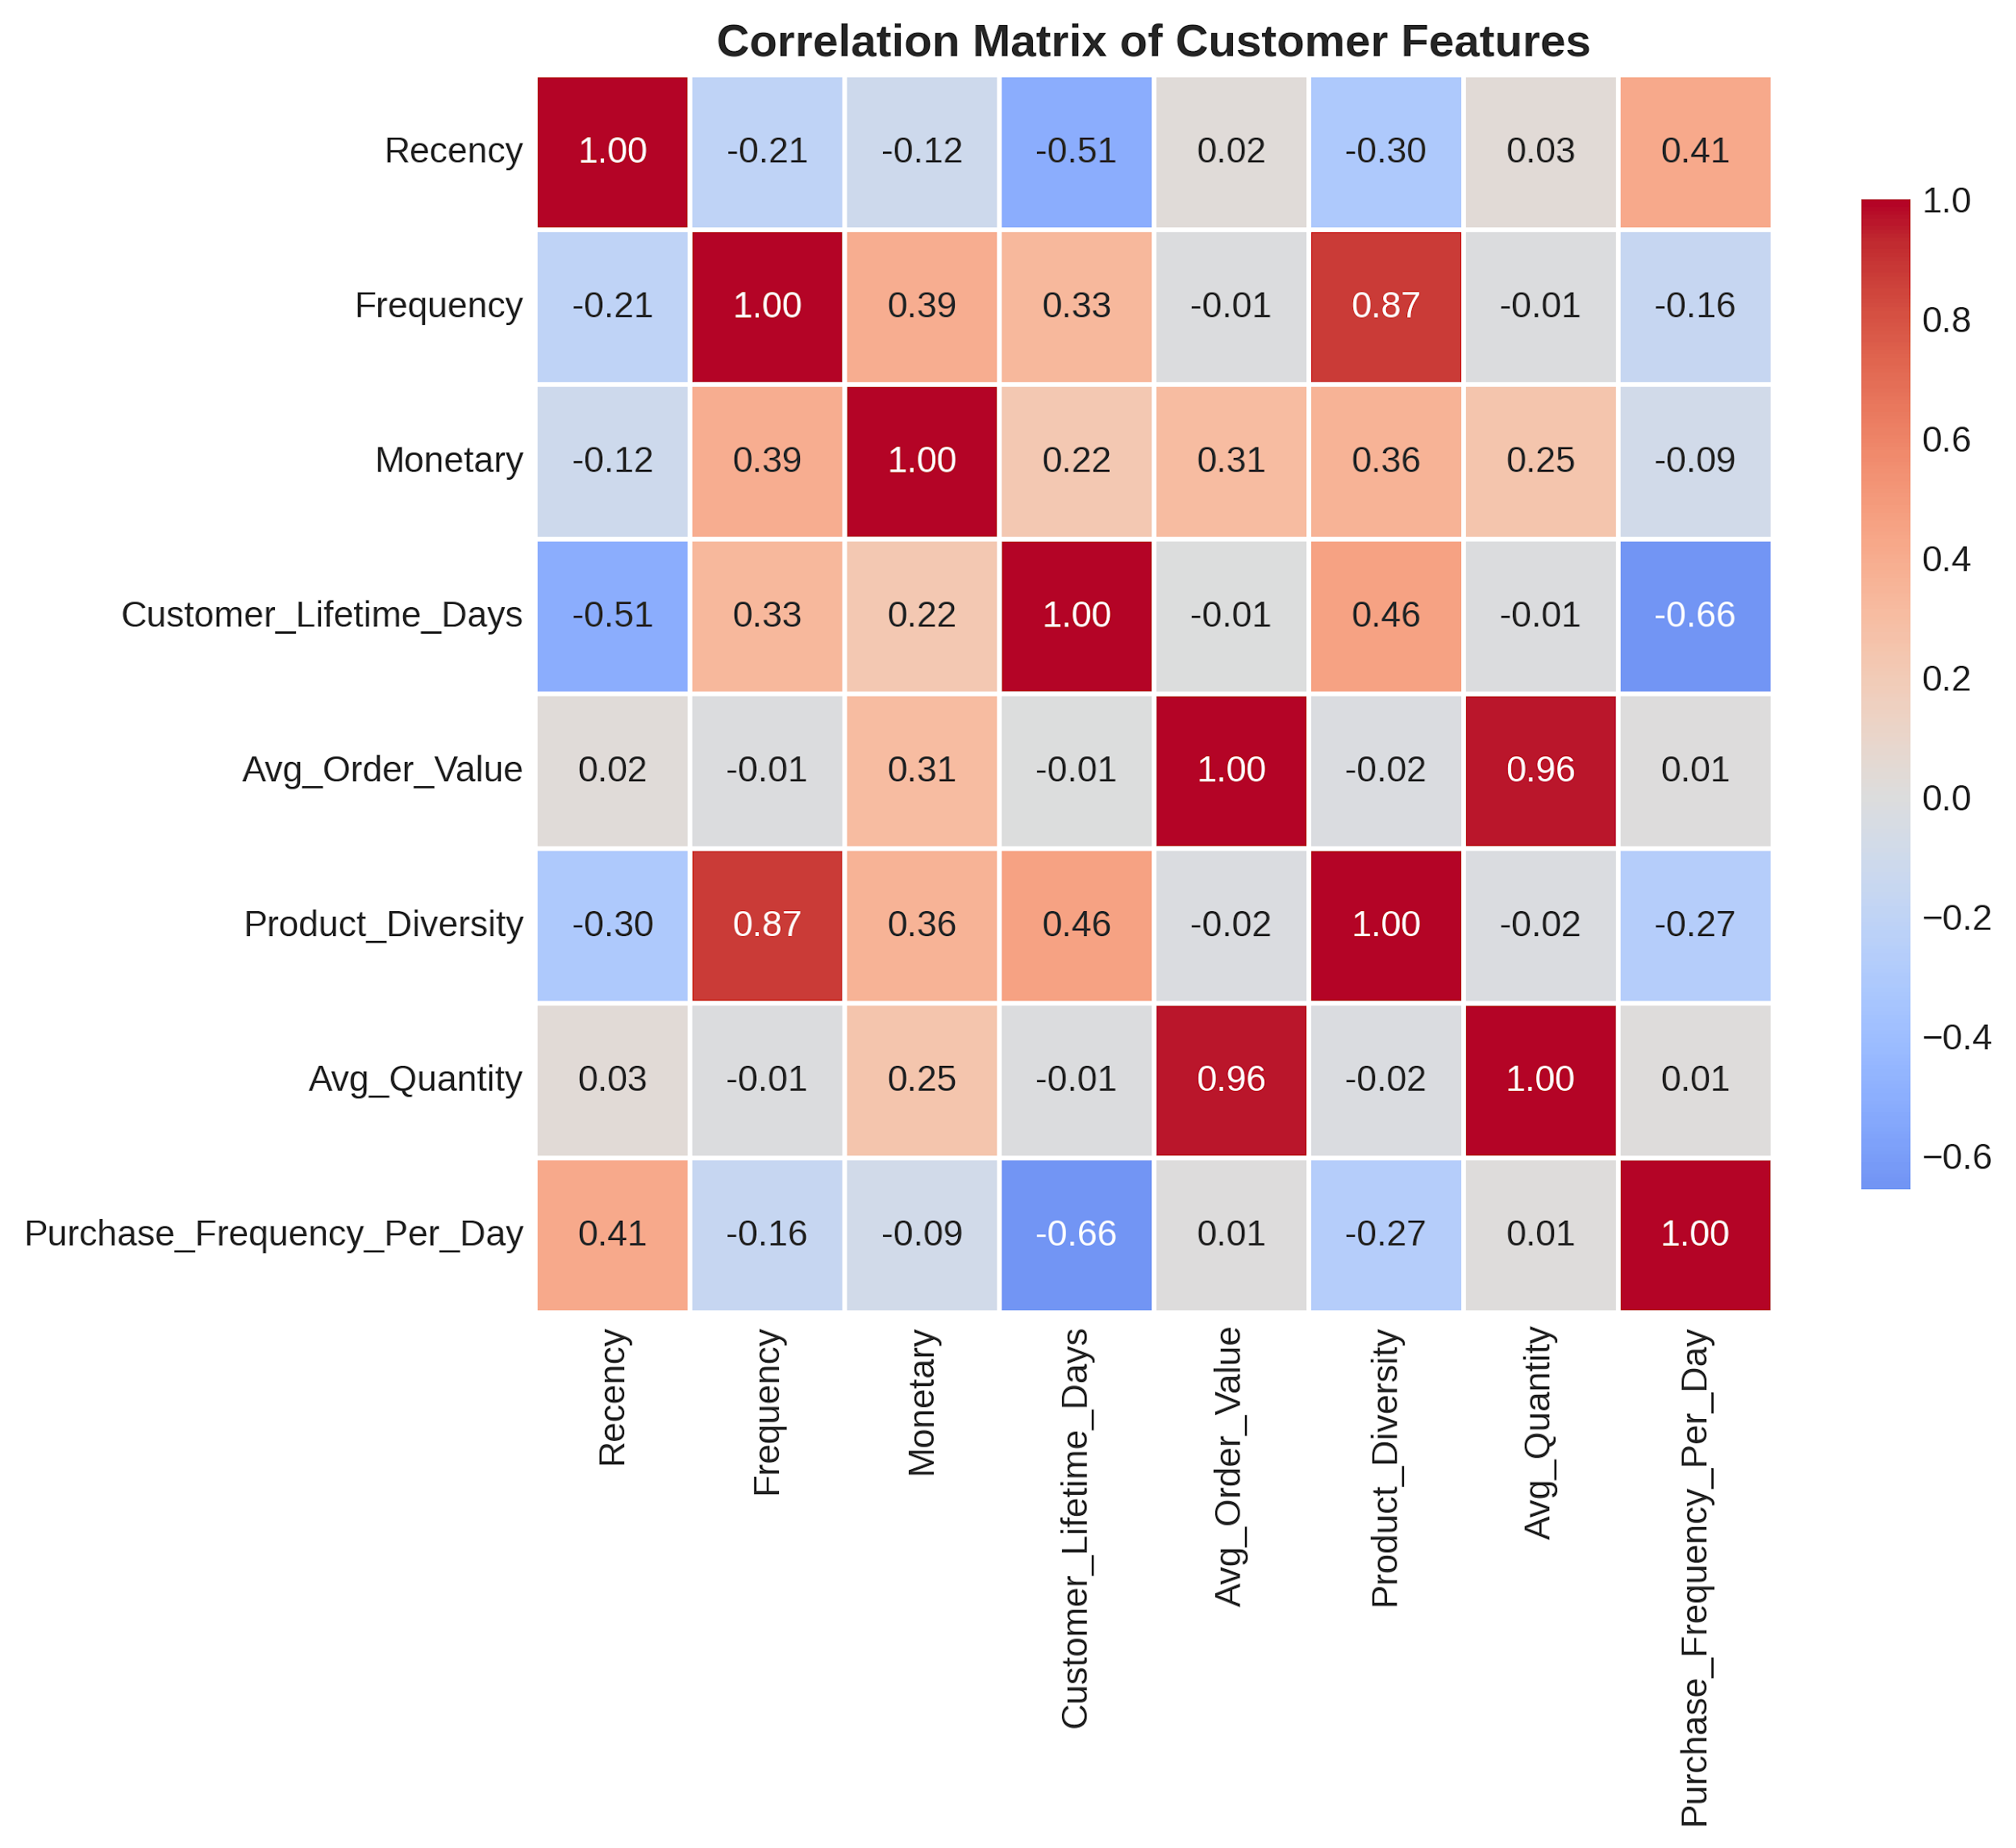 Correlation Matrix of Customer Features
Recency 1.00 -0.21 -0.12 -0.51 0.02 -0.30 0.03 0.41
Frequency -0.21 1.00 0.39 0.33 -0.01 0.87 -0.01 -0.16
Monetary -0.12 0.39 1.00 0.22 0.31 0.36 0.25 -0.09
Customer_Lifetime_Days -0.51 0.33 0.22 1.00 -0.01 0.46 -0.01 -0.66
Avg_Order_Value 0.02 -0.01 0.31 -0.01 1.00 -0.02 0.96 0.01
Product_Diversity -0.30 0.87 0.36 0.46 -0.02 1.00 -0.02 -0.27
Avg_Quantity 0.03 -0.01 0.25 -0.01 0.96 -0.02 1.00 0.01
Purchase_Frequency_Per_Day 0.41 -0.16 -0.09 -0.66 0.01 -0.27 0.01 1.00
Recency
Frequency
Monetary
Customer_Lifetime_Days
Avg_Order_Value
Product_Diversity
Avg_Quantity
Purchase_Frequency_Per_Day
1.0
0.8
0.6
0.4
0.2
0.0
−0.2
−0.4
−0.6